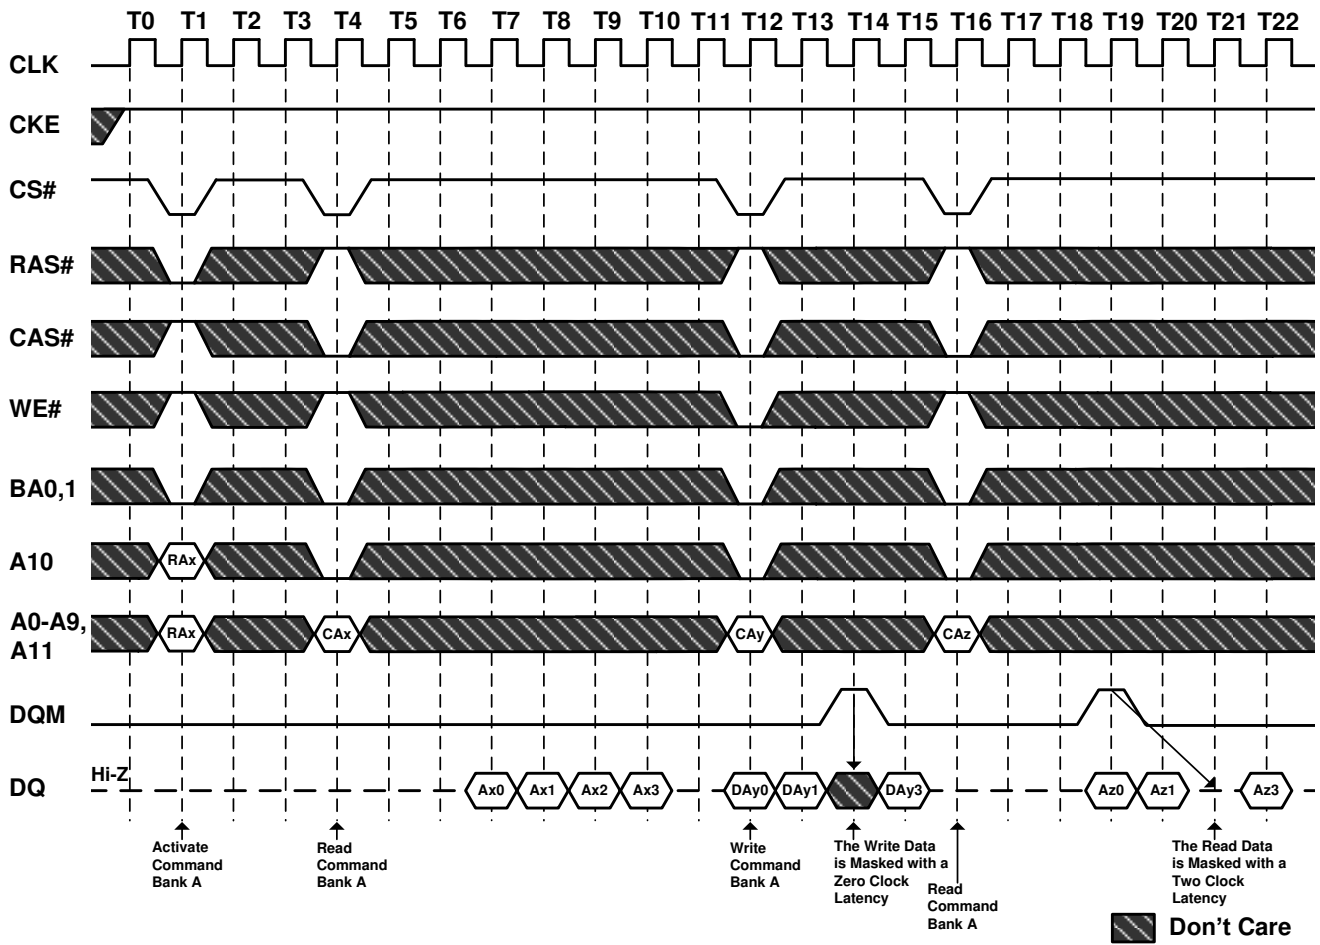 T0 T1 T2 T3 T4 T5 T6 T7 T8 T9 T10 T11 T12 T13 T14 T15 T16 T17 T18 T19 T20 T21 T22
CLK
CKE
CS#
RAS#
CAS#
WE#
BA0,1
A10 RAx
A0-A9,
A11
RAx CAx CAy CAz
DQM
Hi-Z
DQ Ax0 Ax1 Ax2 Ax3 DAy0 DAy1 DAy3 Az0 Az1 Az3
Activate
Command
Bank A
Read
Command
Bank A
Write
Command
Bank A
The Write Data
is Masked with a
Zero Clock
Latency
Read
Command
Bank A
The Read Data
is Masked with a
Two Clock
Latency
Don't Care